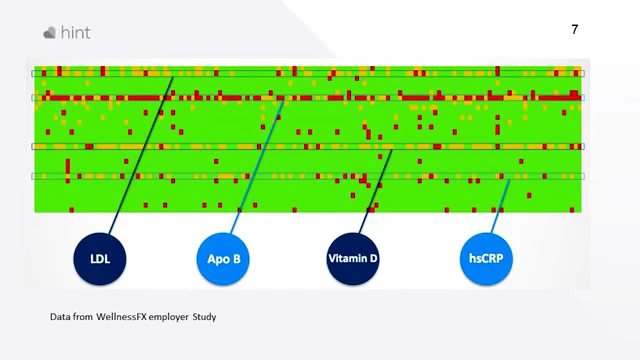 hint
7
LDL
Apo B
Vitamin D
hsCRP
Data from WellnessFX employer Study